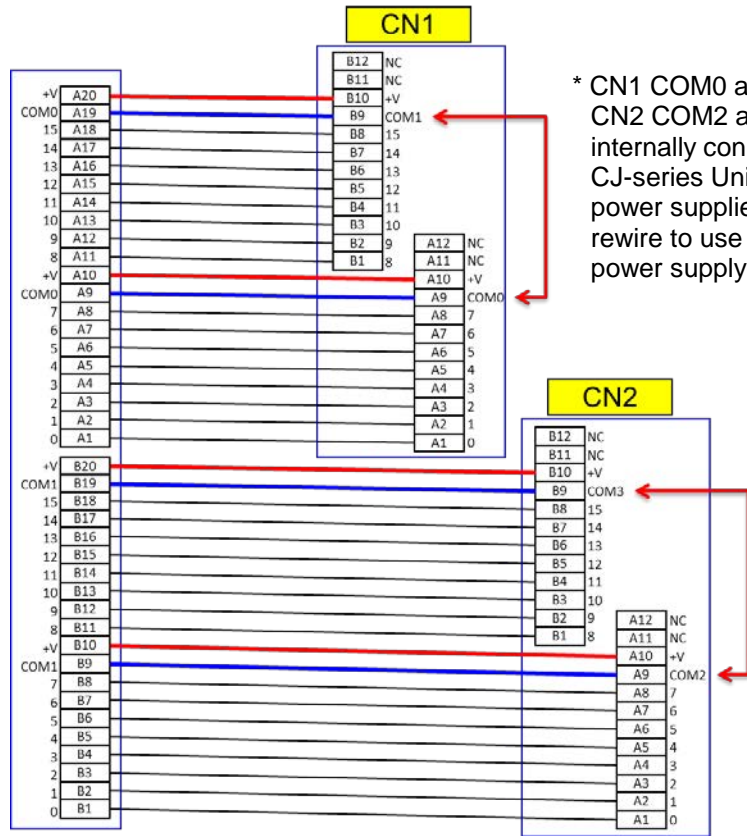 CN1
B12 NC
B11 NC
B10 +V
B9 COM1
B8 15
B7 14
B6 13
B5 12
B4 11
B3 10
B2 9
B1 8
A12 NC
A11 NC
A10 +V
A9 COM0
A8 7
A7 6
A6 5
A5 4
A4 3
A3 2
A2 1
A1 0
+V A20
COM0 A19
15 A18
14 A17
13 A16
12 A15
11 A14
10 A13
9 A12
8 A11
+V A10
COM0 A9
7 A8
6 A7
5 A6
4 A5
3 A4
2 A3
1 A2
0 A1
* CN1 COM0 a
CN2 COM2 a
internally con
CJ-series Uni
power supplie
rewire to use
power supply
CN2
B12 NC
B11 NC
B10 +V
B9 COM3
B8 15
B7 14
B6 13
B5 12
B4 11
B3 10
B2 9
B1 8
A12 NC
A11 NC
A10 +V
A9 COM2
A8 7
A7 6
A6 5
A5 4
A4 3
A3 2
A2 1
A1 0
+V B20
COM1 B19
15 B18
14 B17
13 B16
12 B15
11 B14
10 B13
9 B12
8 B11
+V B10
COM1 B9
7 B8
6 B7
5 B6
4 B5
3 B4
2 B3
1 B2
0 B1